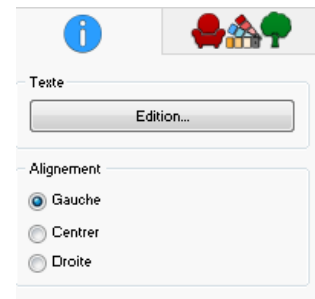 Texte
Edition...
Alignement
Gauche
Centrer
Droite